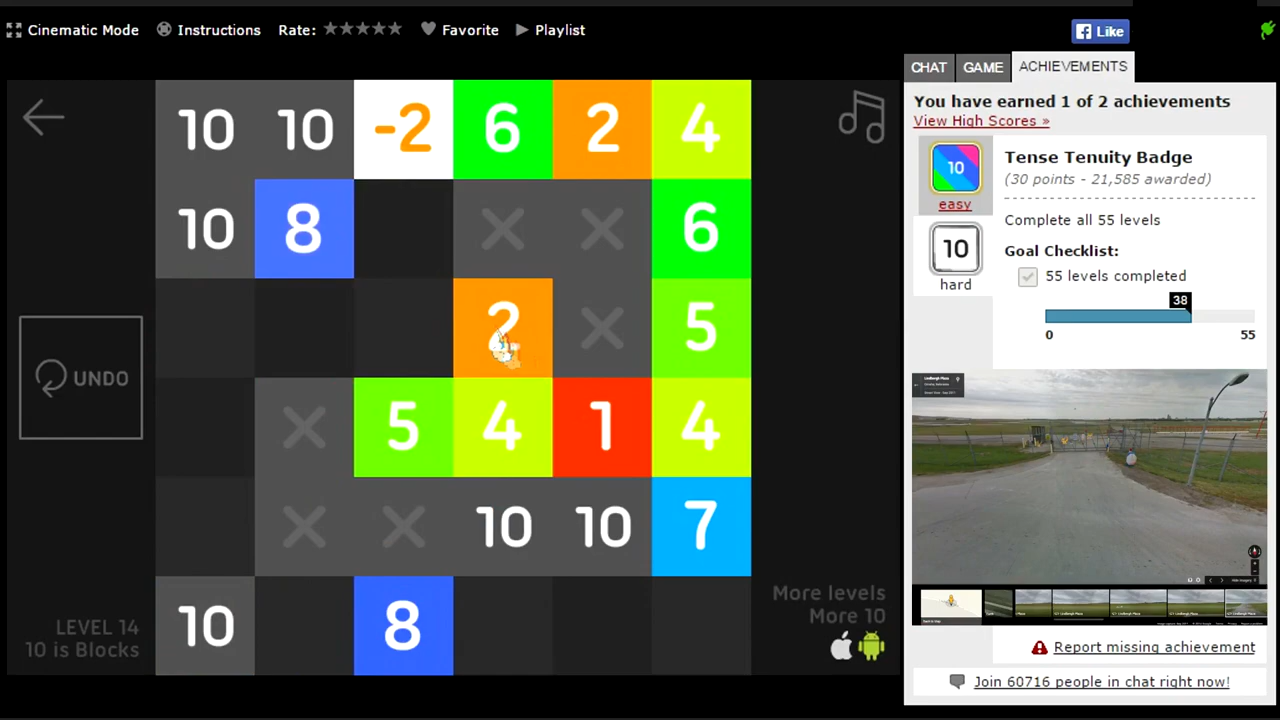 Cinematic Mode Instructions Rate: Favorite Playlist
Like
CHAT GAME ACHIEVEMENTS
You have earned 1 of 2 achievements
View High Scores »
10
easy
Tense Tenuity Badge
(30 points - 21,585 awarded)
10
hard
Complete all 55 levels
Goal Checklist:
55 levels completed
38
0 55
10 10 -2 6 2 4
10 8 × × 6
2 × 5
× 5 4 1 4
× × 10 10 7
10 8
UNDO
LEVEL 14
10 is Blocks
More levels
More 10
Report missing achievement
Join 60716 people in chat right now!